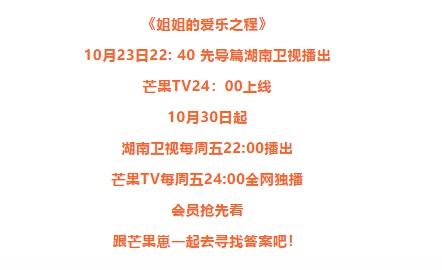 《姐姐的爱乐之程》
10月23日22: 40 先导篇湖南卫视播出
芒果TV24：00上线
10月30日起
湖南卫视每周五22:00播出
芒果TV每周五24:00全网独播
会员抢先看
跟芒果崽一起去寻找答案吧！